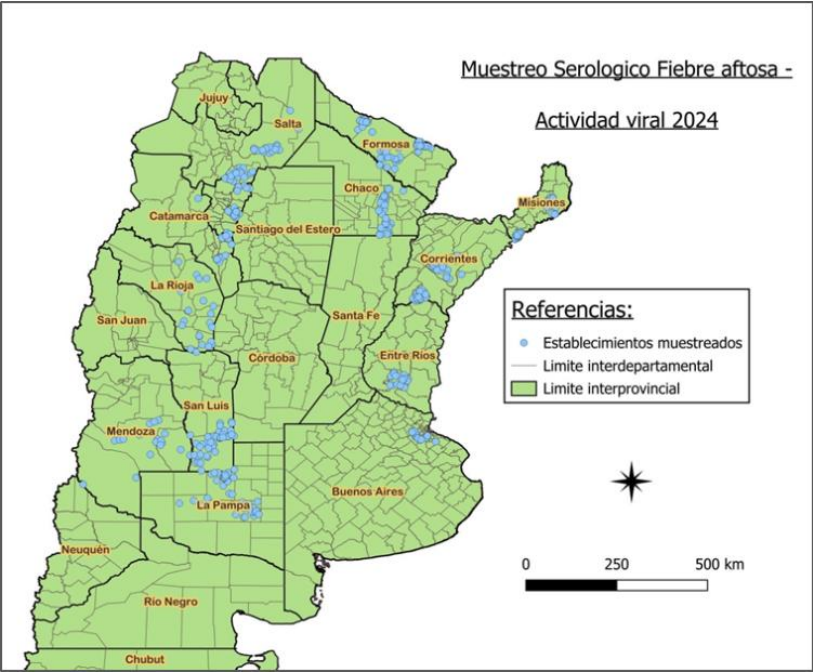 Muestreo Serologico Fiebre aftosa -
Actividad viral 2024
Jujuy
Salta
Formosa
Chaco
Misiones
Catamarca
Santiago del Estero
Corrientes
La Rioja
San Juan
Santa Fe
Córdoba
Entre Ríos
San Luis
Mendoza
Buenos Aires
La Pampa
Neuquén
Río Negro
Chubut
Referencias:
Establecimientos muestreados
Limite interdepartamental
Limite interprovincial
0 250 500 km